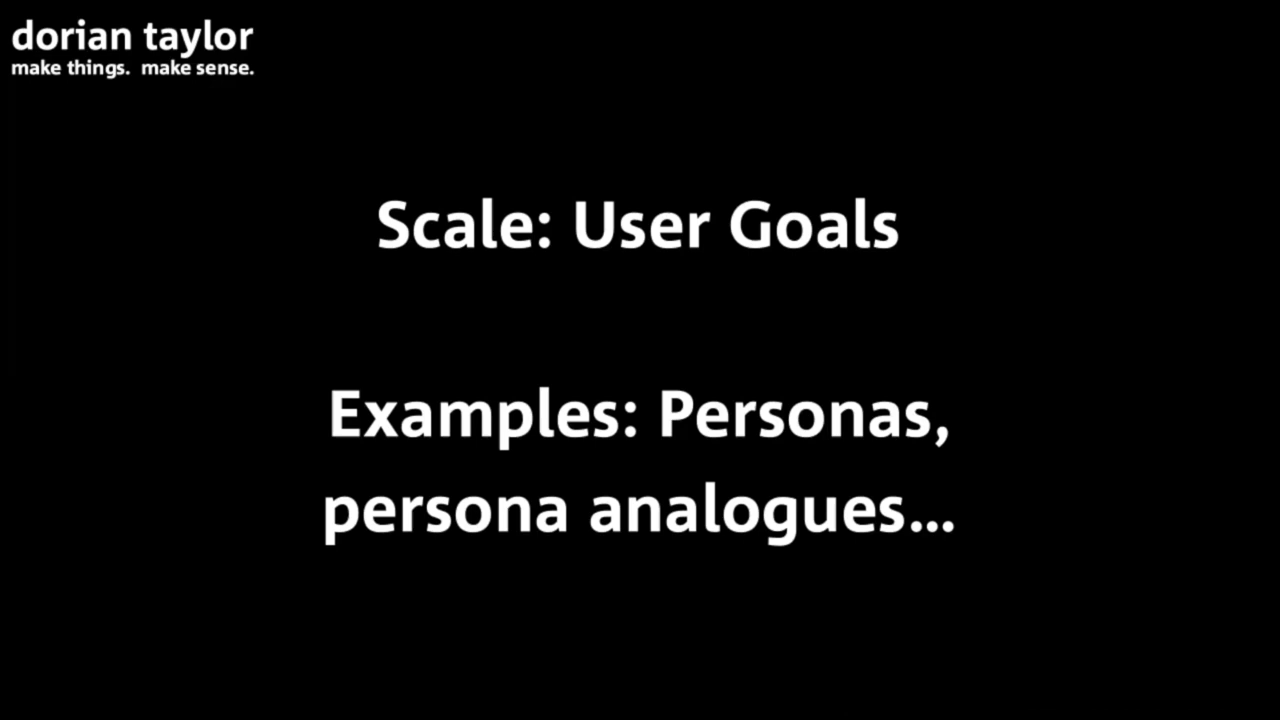 dorian taylor
make things. make sense.
Scale: User Goals
Examples: Personas,
persona analogues...